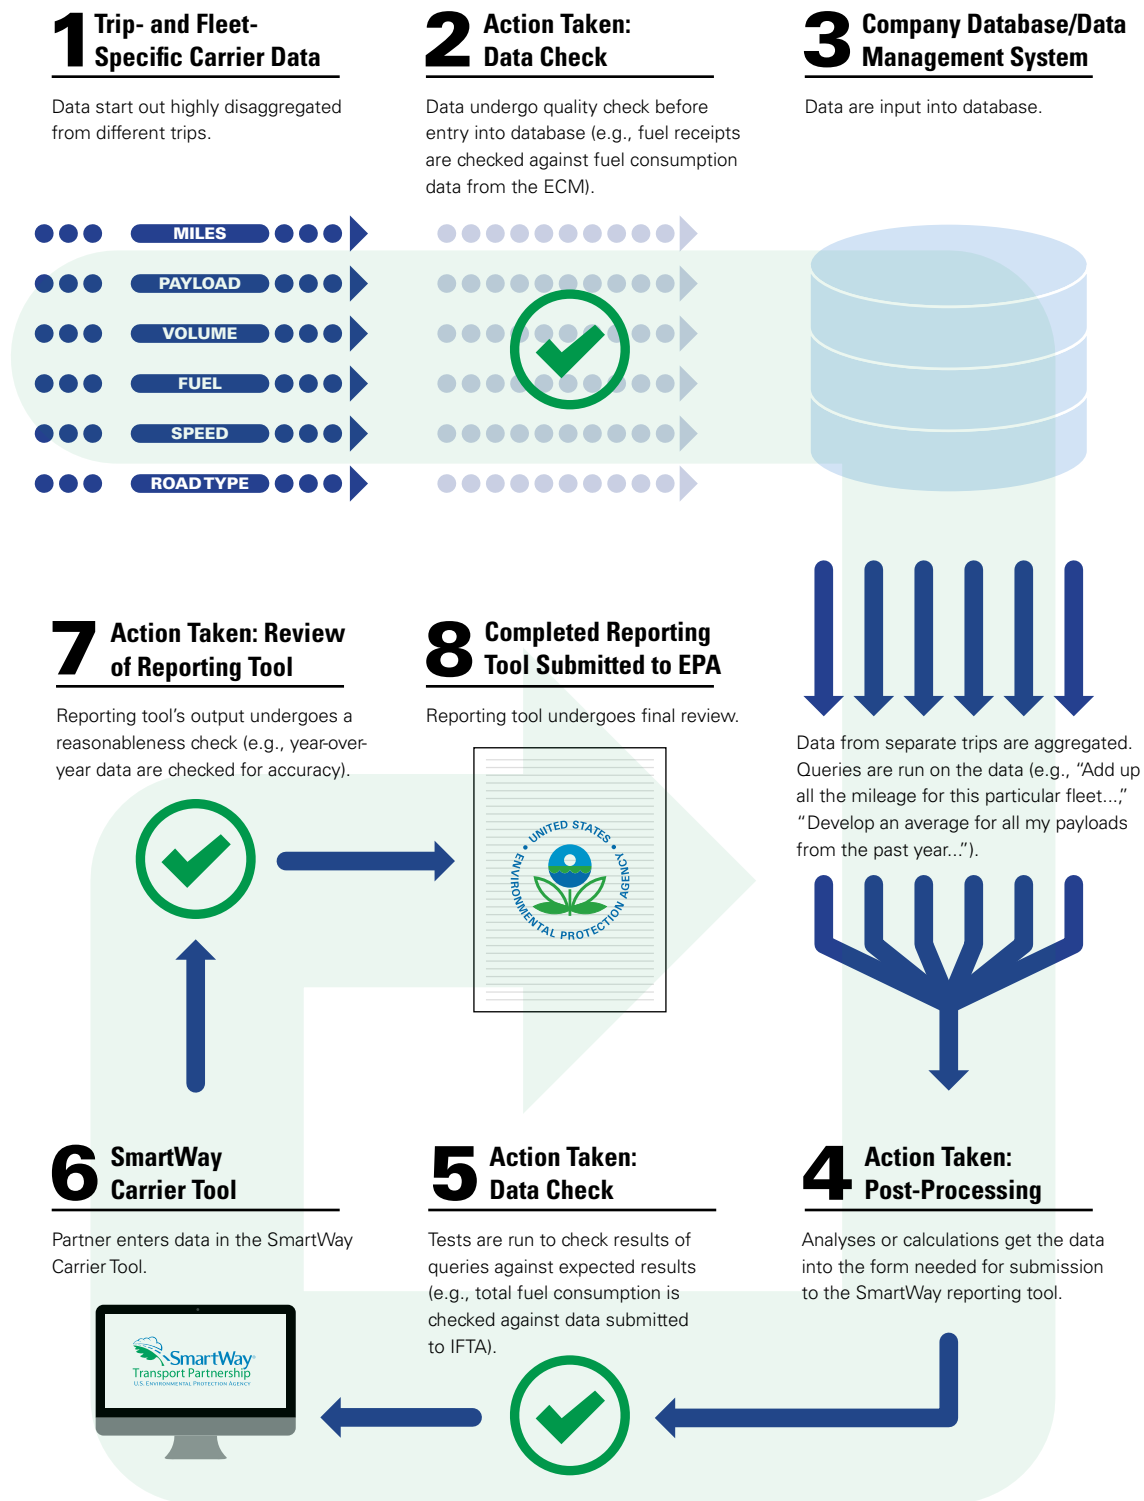 1 Trip- and Fleet-
Specific Carrier Data
Data start out highly disaggregated
from different trips.
2 Action Taken:
Data Check
Data undergo quality check before
entry into database (e.g., fuel receipts
are checked against fuel consumption
data from the ECM).
3 Company Database/Data
Management System
Data are input into database.
MILES
PAYLOAD
VOLUME
FUEL
SPEED
ROAD TYPE
Data from separate trips are aggregated.
Queries are run on the data (e.g., “Add up
all the mileage for this particular fleet...,”
“Develop an average for all my payloads
from the past year...”).
4 Action Taken:
Post-Processing
Analyses or calculations get the data
into the form needed for submission
to the SmartWay reporting tool.
5 Action Taken:
Data Check
Tests are run to check results of
queries against expected results
(e.g., total fuel consumption is
checked against data submitted
to IFTA).
6 SmartWay
Carrier Tool
Partner enters data in the SmartWay
Carrier Tool.
SmartWay®
Transport Partnership
U.S. ENVIRONMENTAL PROTECTION AGENCY
7 Action Taken: Review
of Reporting Tool
Reporting tool’s output undergoes a
reasonableness check (e.g., year-over-
year data are checked for accuracy).
8 Completed Reporting
Tool Submitted to EPA
Reporting tool undergoes final review.
UNITED STATES
ENVIRONMENTAL PROTECTION AGENCY